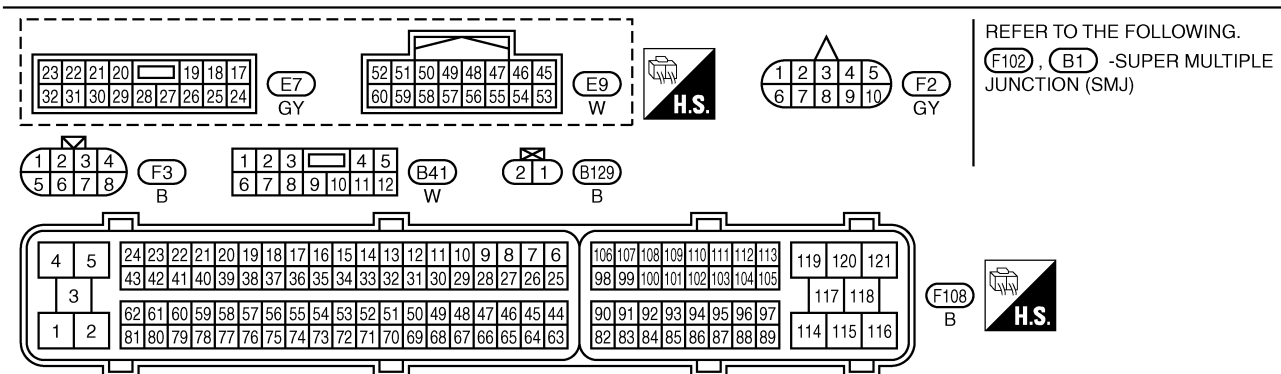 REFER TO THE FOLLOWING.
F102 , B1 -SUPER MULTIPLE
JUNCTION (SMJ)
23 22 21 20 19 18 17
32 31 30 29 28 27 26 25 24
E7
GY
52 51 50 49 48 47 46 45
60 59 58 57 56 55 54 53
E9
W
H.S.
1 2 3 4 5
6 7 8 9 10
F2
GY
1 2 3 4
5 6 7 8
F3
B
1 2 3 4 5
6 7 8 9 10 11 12
B41
W
2 1
B129
B
4 5
3
1 2
24 23 22 21 20 19 18 17 16 15 14 13 12 11 10 9 8 7 6
43 42 41 40 39 38 37 36 35 34 33 32 31 30 29 28 27 26 25
62 61 60 59 58 57 56 55 54 53 52 51 50 49 48 47 46 45 44
81 80 79 78 77 76 75 74 73 72 71 70 69 68 67 66 65 64 63
106 107 108 109 110 111 112 113
98 99 100 101 102 103 104 105
90 91 92 93 94 95 96 97
82 83 84 85 86 87 88 89
119 120 121
117 118
114 115 116
F108
B
H.S.